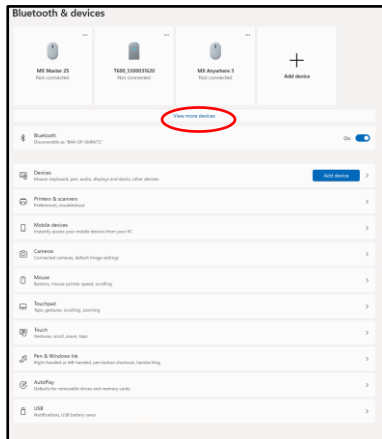 Bluetooth & devices
MX Master 2S
Not connected
T600_3300031620
Not connected
MX Anywhere 3
Not connected
Add device
View more devices
Bluetooth
On
Devices
Mouse, keyboard, pen, audio, displays and docks, other devices
Add device
Printers & scanners
Preferences, troubleshoot
Mobile devices
Instantly access your mobile devices from your PC
Cameras
Connected cameras, default image settings
Mouse
Buttons, mouse pointer speed, scrolling
Touchpad
Taps, gestures, scrolling, zooming
Touch
Gestures, scroll, zoom, taps
Pen & Windows Ink
Right-handed or left-handed, pen button shortcuts, handwriting
AutoPlay
Defaults for removable drives and memory cards
USB
Notifications, USB battery saver